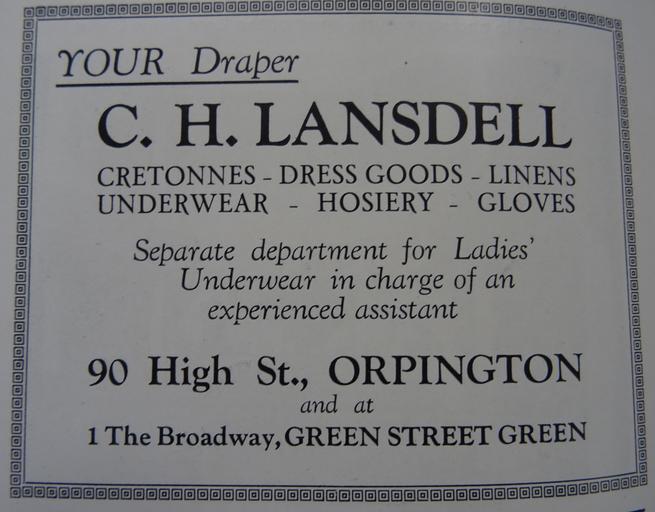 YOUR Draper
C. H. LANSDELL
CRETONNES - DRESS GOODS - LINENS
UNDERWEAR - HOSIERY - GLOVES
Separate department for Ladies'
Underwear in charge of an
experienced assistant
90 High St., ORPINGTON
and at
1 The Broadway, GREEN STREET GREEN